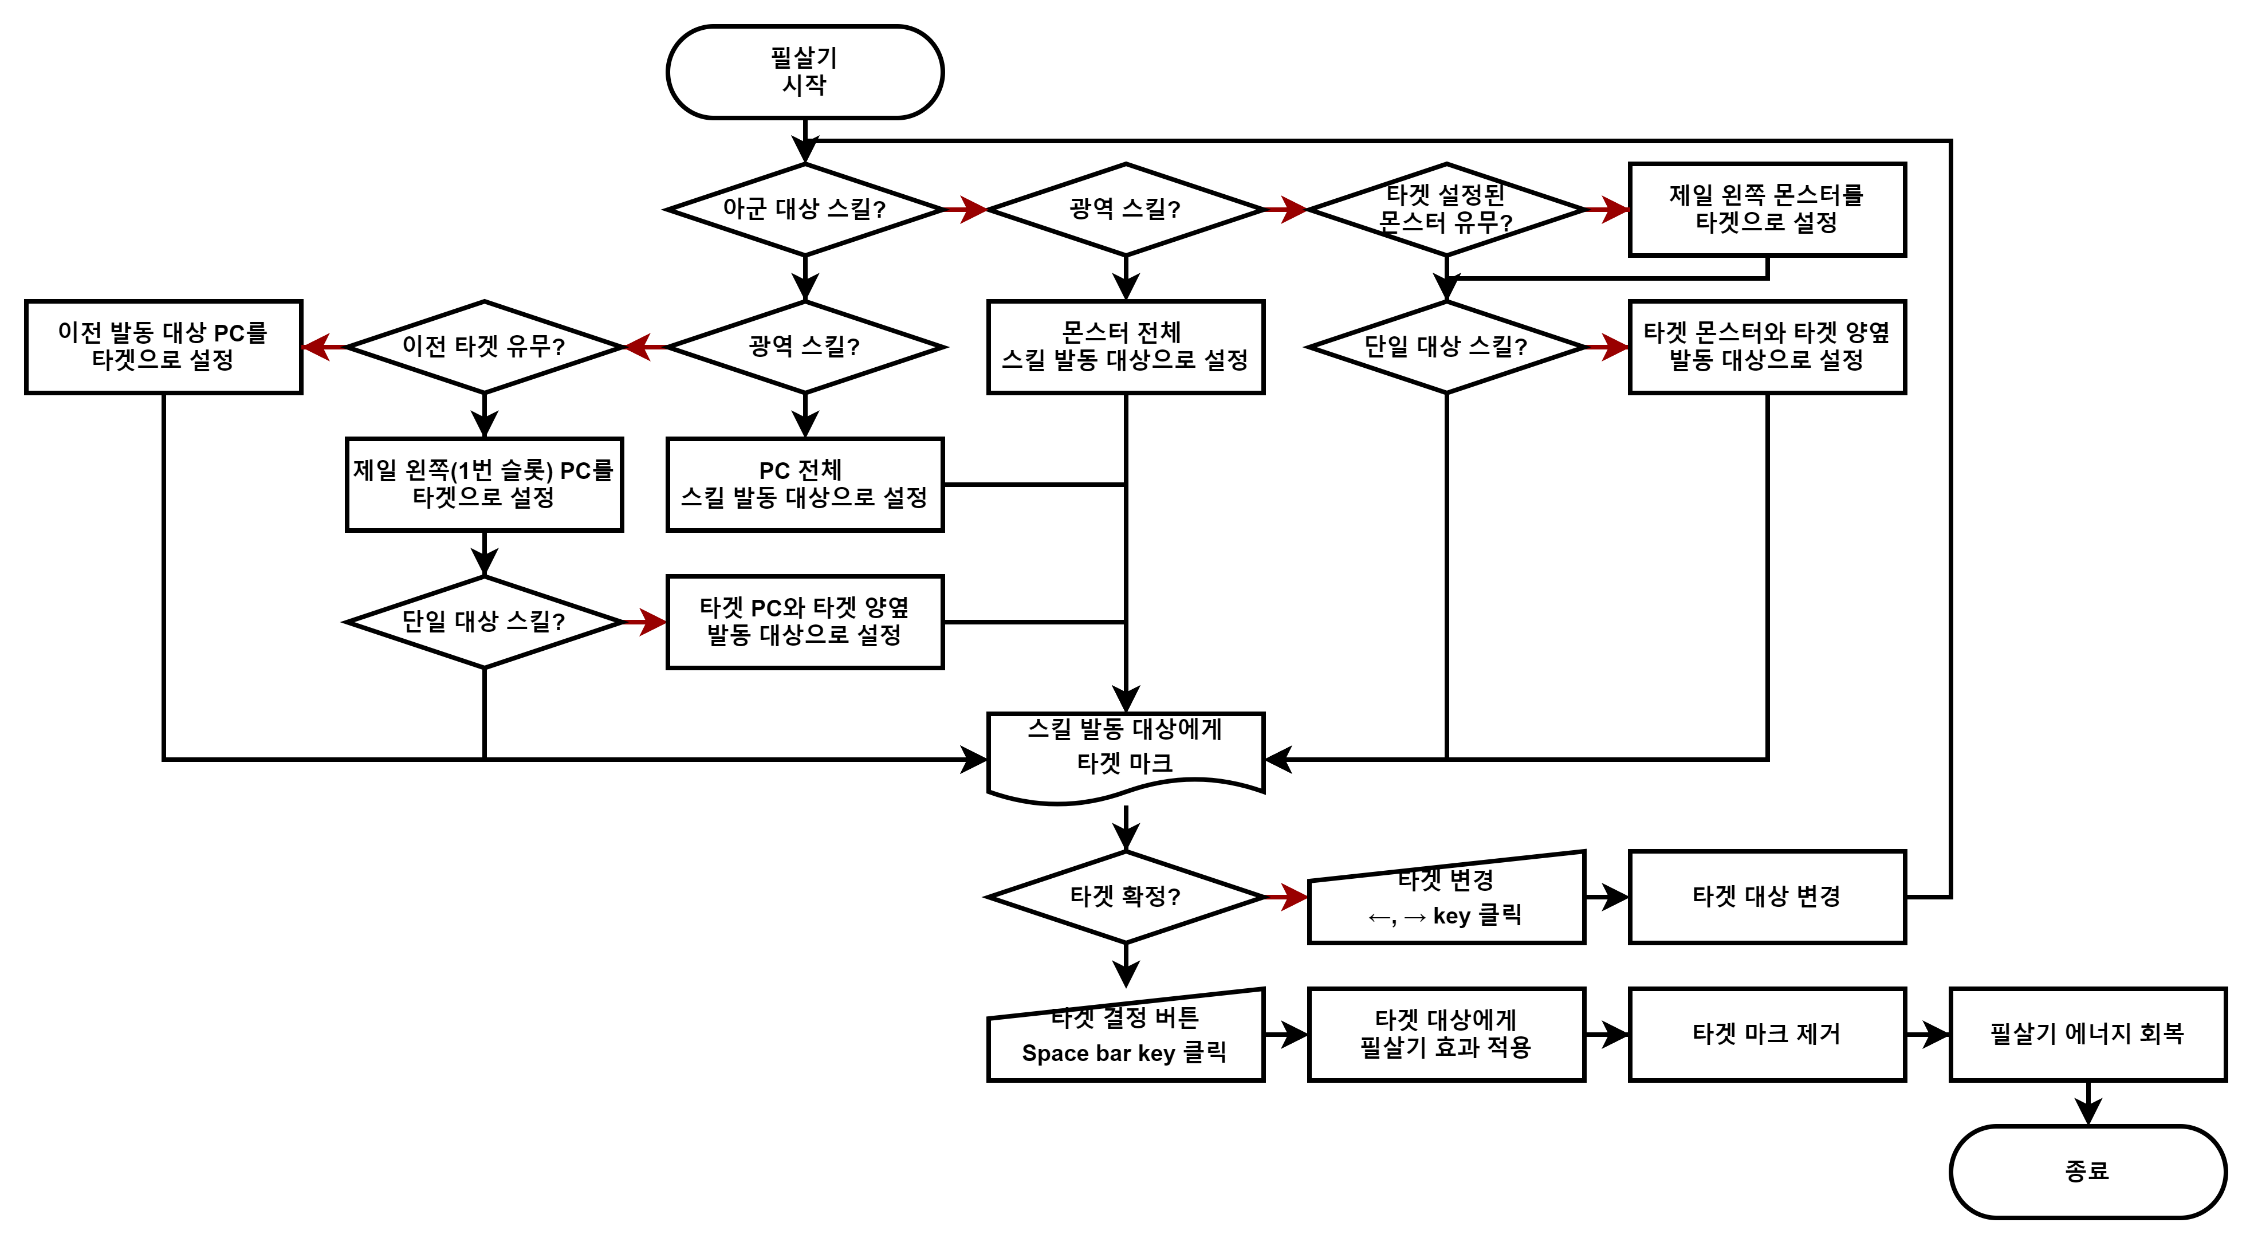 필살기
시작
아군 대상 스킬?
광역 스킬?
타겟 설정된
몬스터 유무?
제일 왼쪽 몬스터를
타겟으로 설정
이전 발동 대상 PC를
타겟으로 설정
이전 타겟 유무?
광역 스킬?
몬스터 전체
스킬 발동 대상으로 설정
단일 대상 스킬?
타겟 몬스터와 타겟 양옆
발동 대상으로 설정
제일 왼쪽(1번 슬롯) PC를
타겟으로 설정
PC 전체
스킬 발동 대상으로 설정
단일 대상 스킬?
타겟 PC와 타겟 양옆
발동 대상으로 설정
스킬 발동 대상에게
타겟 마크
타겟 확정?
타겟 변경
←, → key 클릭
타겟 대상 변경
타겟 결정 버튼
Space bar key 클릭
타겟 대상에게
필살기 효과 적용
타겟 마크 제거
필살기 에너지 회복
종료